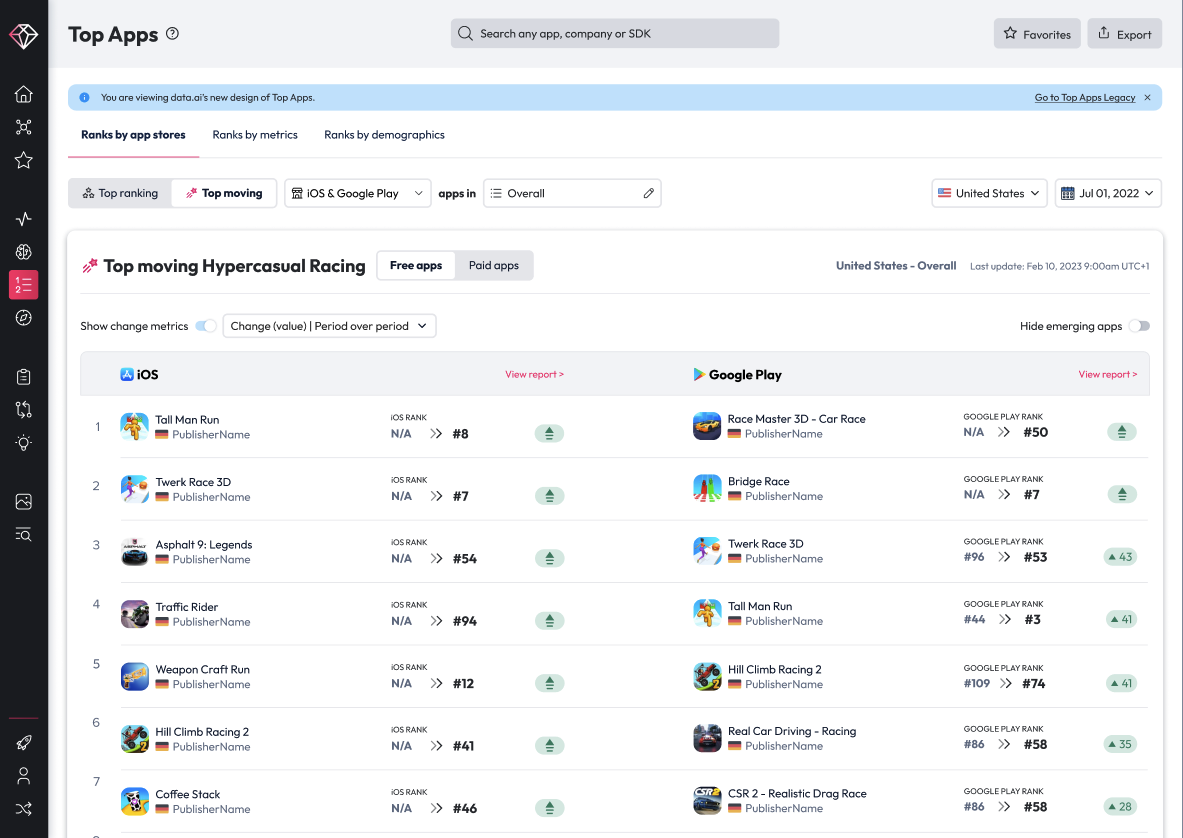 Top Apps
Search any app, company or SDK
Favorites
Export
You are viewing data.ai's new design of Top Apps.
Go to Top Apps Legacy
Ranks by app stores
Ranks by metrics
Ranks by demographics
Top ranking
Top moving
iOS & Google Play
apps in
Overall
United States
Jul 01, 2022
Top moving Hypercasual Racing
Free apps
Paid apps
United States - Overall
Last update: Feb 10, 2023 9:00am UTC+1
Show change metrics
Change (value) | Period over period
Hide emerging apps
iOS
View report >
Google Play
View report >
1
Tall Man Run
PublisherName
iOS RANK
N/A >> #8
Race Master 3D - Car Race
PublisherName
GOOGLE PLAY RANK
N/A >> #50
2
Twerk Race 3D
PublisherName
iOS RANK
N/A >> #7
Bridge Race
PublisherName
GOOGLE PLAY RANK
N/A >> #7
3
Asphalt 9: Legends
PublisherName
iOS RANK
N/A >> #54
Twerk Race 3D
PublisherName
GOOGLE PLAY RANK
#96 >> #53
43
4
Traffic Rider
PublisherName
iOS RANK
N/A >> #94
Tall Man Run
PublisherName
GOOGLE PLAY RANK
#44 >> #3
41
5
Weapon Craft Run
PublisherName
iOS RANK
N/A >> #12
Hill Climb Racing 2
PublisherName
GOOGLE PLAY RANK
#109 >> #74
41
6
Hill Climb Racing 2
PublisherName
iOS RANK
N/A >> #41
Real Car Driving - Racing
PublisherName
GOOGLE PLAY RANK
#86 >> #58
35
7
Coffee Stack
PublisherName
iOS RANK
N/A >> #46
CSR 2 - Realistic Drag Race
PublisherName
GOOGLE PLAY RANK
#86 >> #58
28